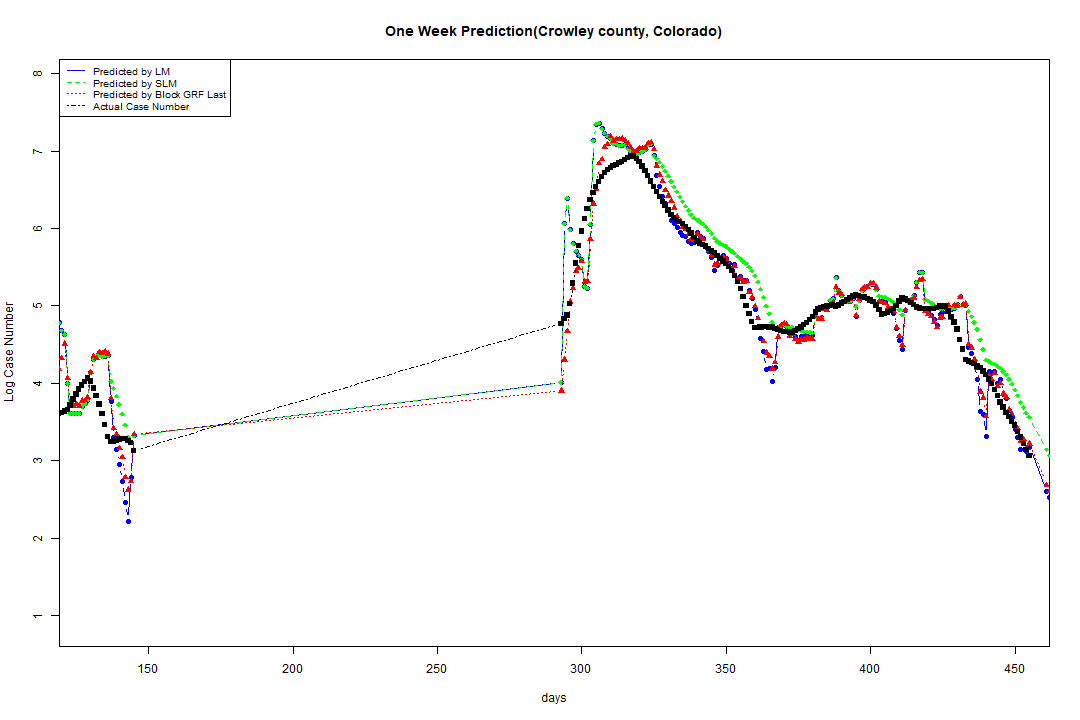 One Week Prediction(Crowley county, Colorado)
Predicted by LM
Predicted by SLM
Predicted by Block GRF Last
Actual Case Number
8
7
6
5
4
3
2
1
Log Case Number
150 200 250 300 350 400 450
days